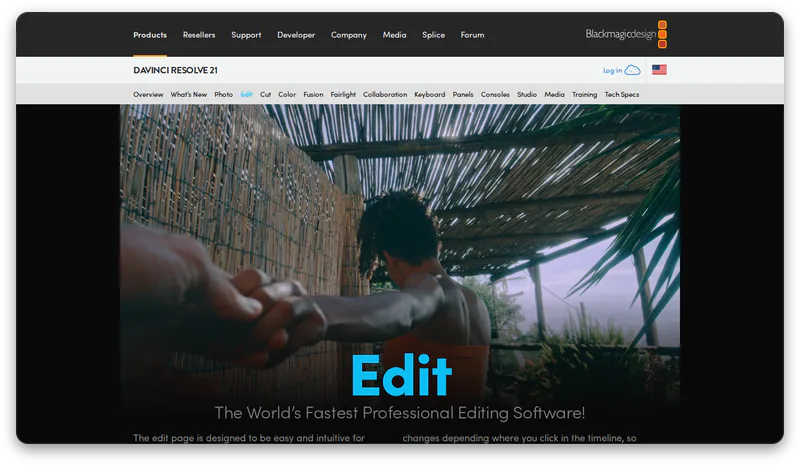 Products Resellers Support Developer Company Media Splice Forum Blackmagicdesign
DAVINCI RESOLVE 21 Log in
Overview What's New Photo Edit Cut Color Fusion Fairlight Collaboration Keyboard Panels Consoles Studio Media Training Tech Specs
Edit
The World's Fastest Professional Editing Software!
The edit page is designed to be easy and intuitive for
changes depending where you click in the timeline, so